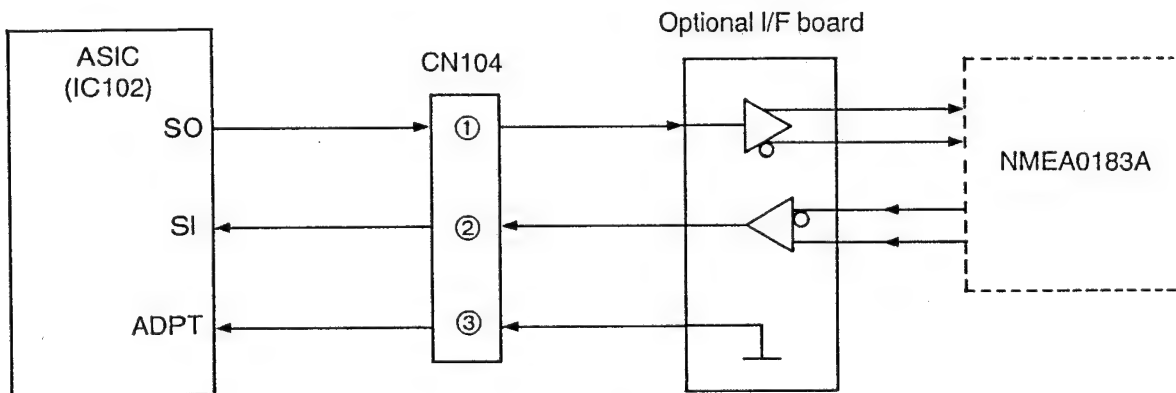 Optional I/F board
ASIC
(IC102)
CN104
SO
①
NMEA0183A
SI
②
ADPT
③